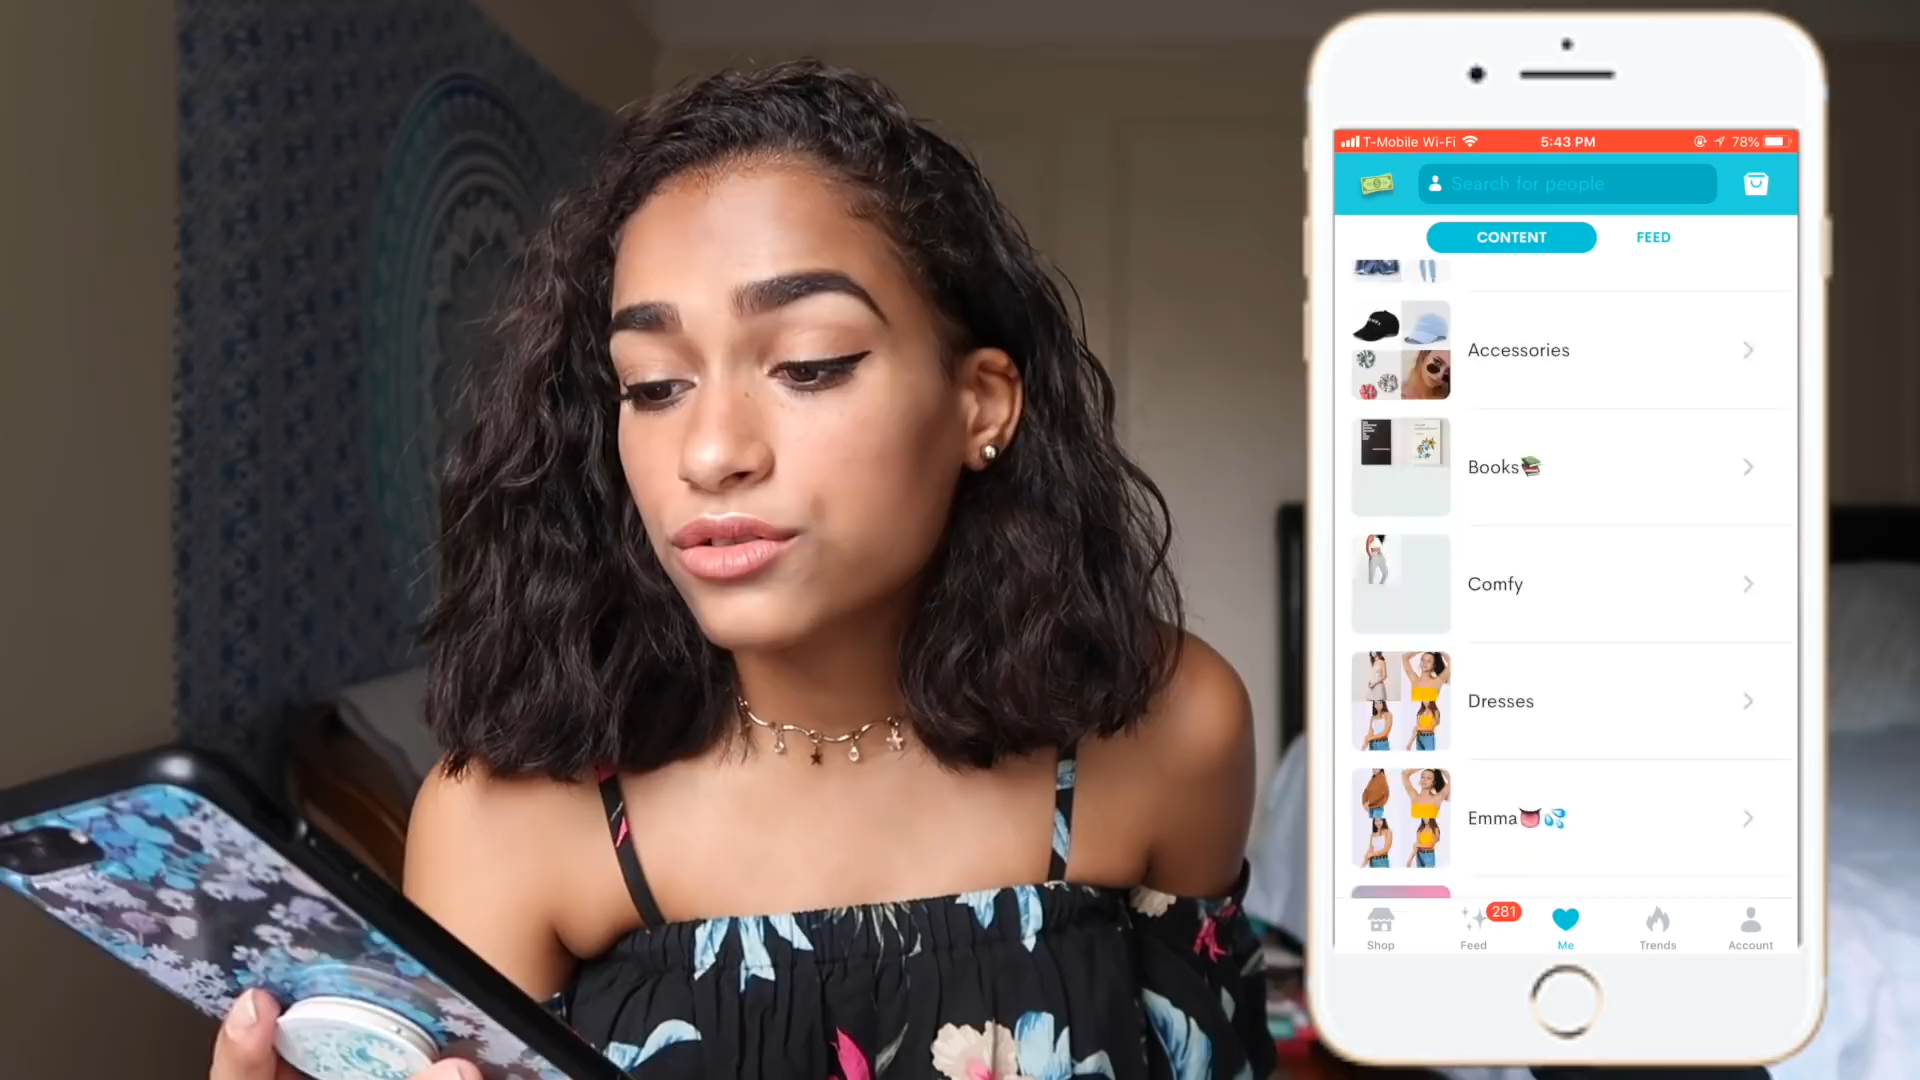 T-Mobile Wi-Fi 5:43 PM 78%
Search for people
CONTENT FEED
Accessories
Books📚
Comfy
Dresses
Emma👅💦
281
Shop Feed Me Trends Account